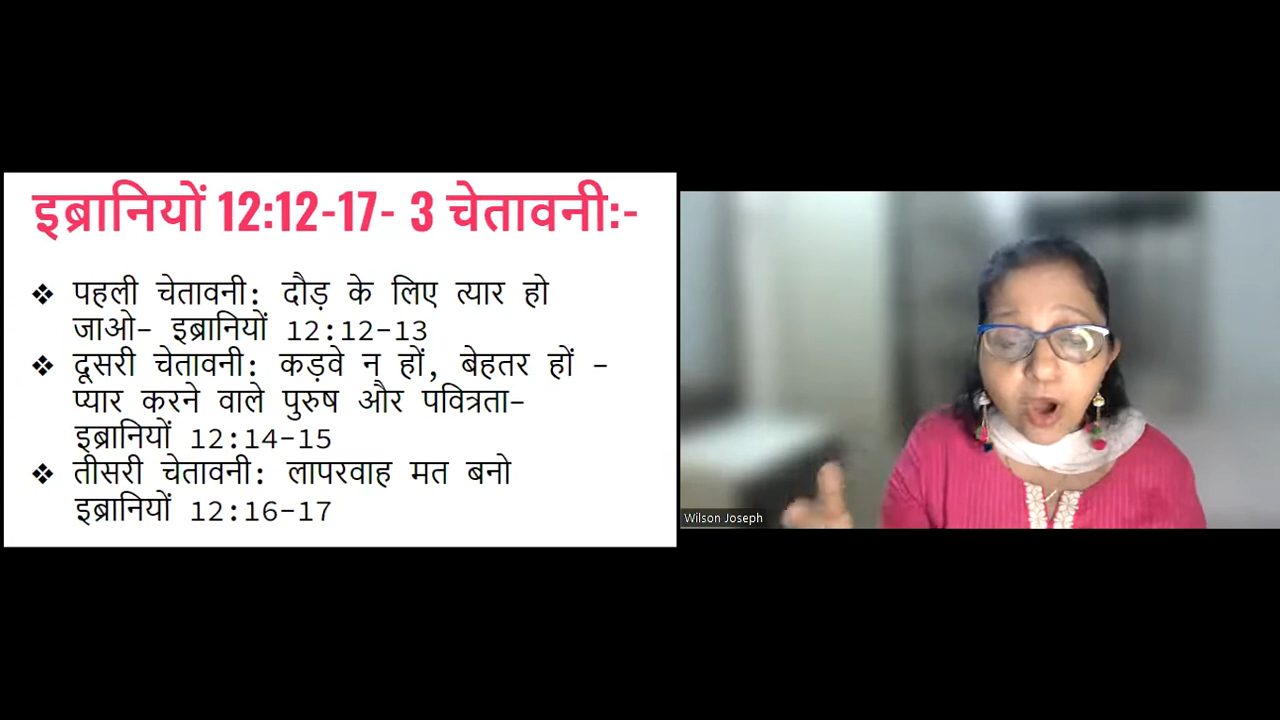 इब्रानियों 12:12-17- 3 चेतावनी:-
❖ पहली चेतावनी: दौड़ के लिए त्यार हो
जाओ- इब्रानियों 12:12-13
❖ दूसरी चेतावनी: कड़वे न हों, बेहतर हों -
प्यार करने वाले पुरुष और पवित्रता-
इब्रानियों 12:14-15
❖ तीसरी चेतावनी: लापरवाह मत बनो
इब्रानियों 12:16-17
Wilson Joseph